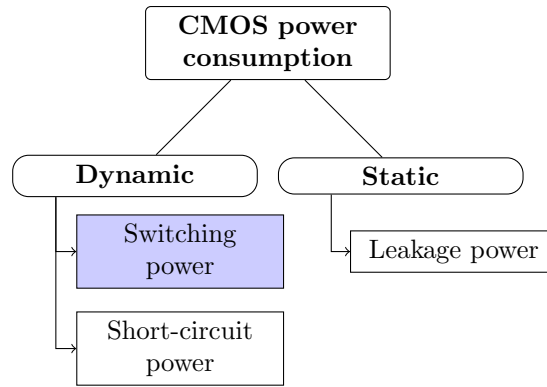 CMOS power
consumption
Dynamic
Static
Switching
power
Leakage power
Short-circuit
power